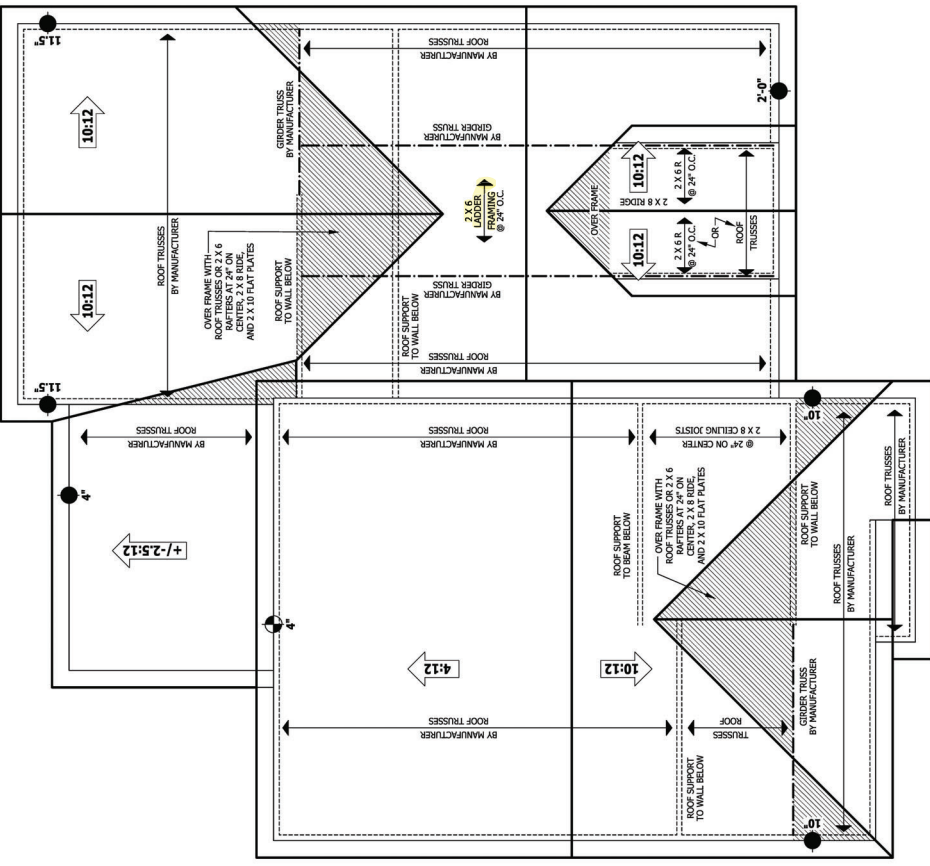 11.5"
10:12
ROOF TRUSSES
BY MANUFACTURER
10:12
11.5"
GIRDER TRUSS
BY MANUFACTURER
OVER FRAME WITH
ROOF TRUSSES OR 2 X 6
RAFTERS AT 24" ON
CENTER, 2 X 8 RIDE,
AND 2 X 10 FLAT PLATES
ROOF SUPPORT
TO WALL BELOW
BY MANUFACTURER
ROOF TRUSSES
BY MANUFACTURER
GIRDER TRUSS
2 X 6
LADDER
FRAMING
@ 24" O.C.
BY MANUFACTURER
GIRDER TRUSS
ROOF SUPPORT
TO WALL BELOW
BY MANUFACTURER
ROOF TRUSSES
2'-0"
OVER FRAME
10:12
2 X 6 R
@ 24" O.C.
2 X 8 RIDGE
10:12
2 X 6 R
@ 24" O.C.
OR
ROOF
TRUSSES
BY MANUFACTURER
ROOF TRUSSES
4"
+/-2.5:12
BY MANUFACTURER
ROOF TRUSSES
@ 24" ON CENTER
2 X 8 CEILING JOISTS
10"
ROOF TRUSSES
BY MANUFACTURER
ROOF SUPPORT
TO BEAM BELOW
OVER FRAME WITH
ROOF TRUSSES OR 2 X 6
RAFTERS AT 24" ON
CENTER, 2 X 8 RIDE,
AND 2 X 10 FLAT PLATES
ROOF SUPPORT
TO WALL BELOW
ROOF TRUSSES
BY MANUFACTURER
4"
4:12
10:12
BY MANUFACTURER
ROOF TRUSSES
TRUSSES
ROOF
GIRDER TRUSS
BY MANUFACTURER
ROOF SUPPORT
TO WALL BELOW
10"